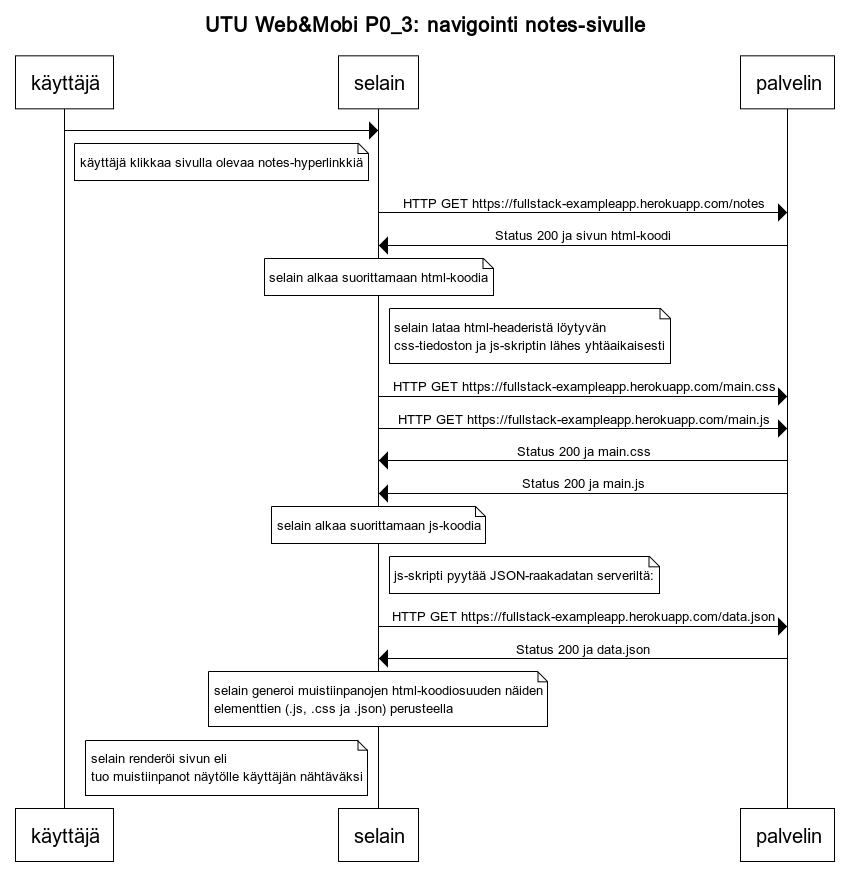 UTU Web&Mobi P0_3: navigointi notes-sivulle
käyttäjä
selain
palvelin
käyttäjä klikkaa sivulla olevaa notes-hyperlinkkiä
HTTP GET https://fullstack-exampleapp.herokuapp.com/notes
Status 200 ja sivun html-koodi
selain alkaa suorittamaan html-koodia
selain lataa html-headeristä löytyvän
css-tiedoston ja js-skriptin lähes yhtäaikaisesti
HTTP GET https://fullstack-exampleapp.herokuapp.com/main.css
HTTP GET https://fullstack-exampleapp.herokuapp.com/main.js
Status 200 ja main.css
Status 200 ja main.js
selain alkaa suorittamaan js-koodia
js-skripti pyytää JSON-raakadatan serveriltä:
HTTP GET https://fullstack-exampleapp.herokuapp.com/data.json
Status 200 ja data.json
selain generoi muistiinpanojen html-koodiosuuden näiden
elementtien (.js, .css ja .json) perusteella
selain renderöi sivun eli
tuo muistiinpanot näytölle käyttäjän nähtäväksi
käyttäjä
selain
palvelin